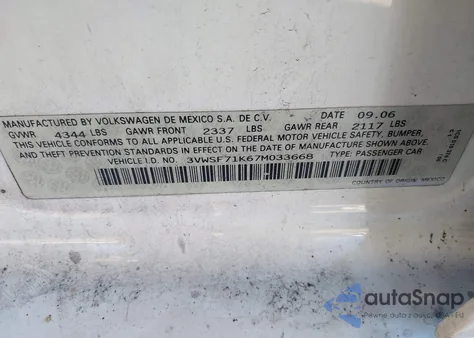 MANUFACTURED BY VOLKSWAGEN DE MEXICO S.A. DE C.V. DATE 09.06
GVWR 4344 LBS GAWR FRONT 2337 LBS GAWR REAR 2117 LBS
THIS VEHICLE CONFORMS TO ALL APPLICABLE U.S. FEDERAL MOTOR VEHICLE SAFETY, BUMPER,
AND THEFT PREVENTION STANDARDS IN EFFECT ON THE DATE OF MANUFACTURE SHOWN ABOVE.
VEHICLE I.D. NO.: 3VWSF71K67M033668 TYPE: PASSENGER CAR
COUNTRY OF ORIGIN: MEXICO
autoSnap